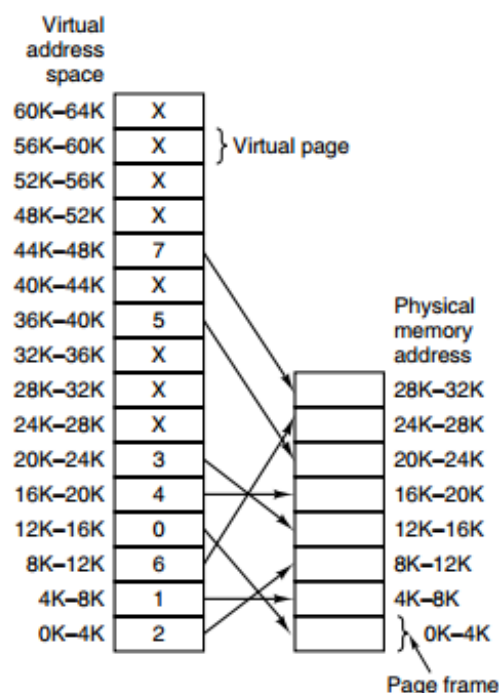 Virtual
address
space
60K–64K X
56K–60K X } Virtual page
52K–56K X
48K–52K X
44K–48K 7
40K–44K X
36K–40K 5
32K–36K X
28K–32K X
24K–28K X
20K–24K 3
16K–20K 4
12K–16K 0
8K–12K 6
4K–8K 1
0K–4K 2
Physical
memory
address
28K–32K
24K–28K
20K–24K
16K–20K
12K–16K
8K–12K
4K–8K
0K–4K
Page frame